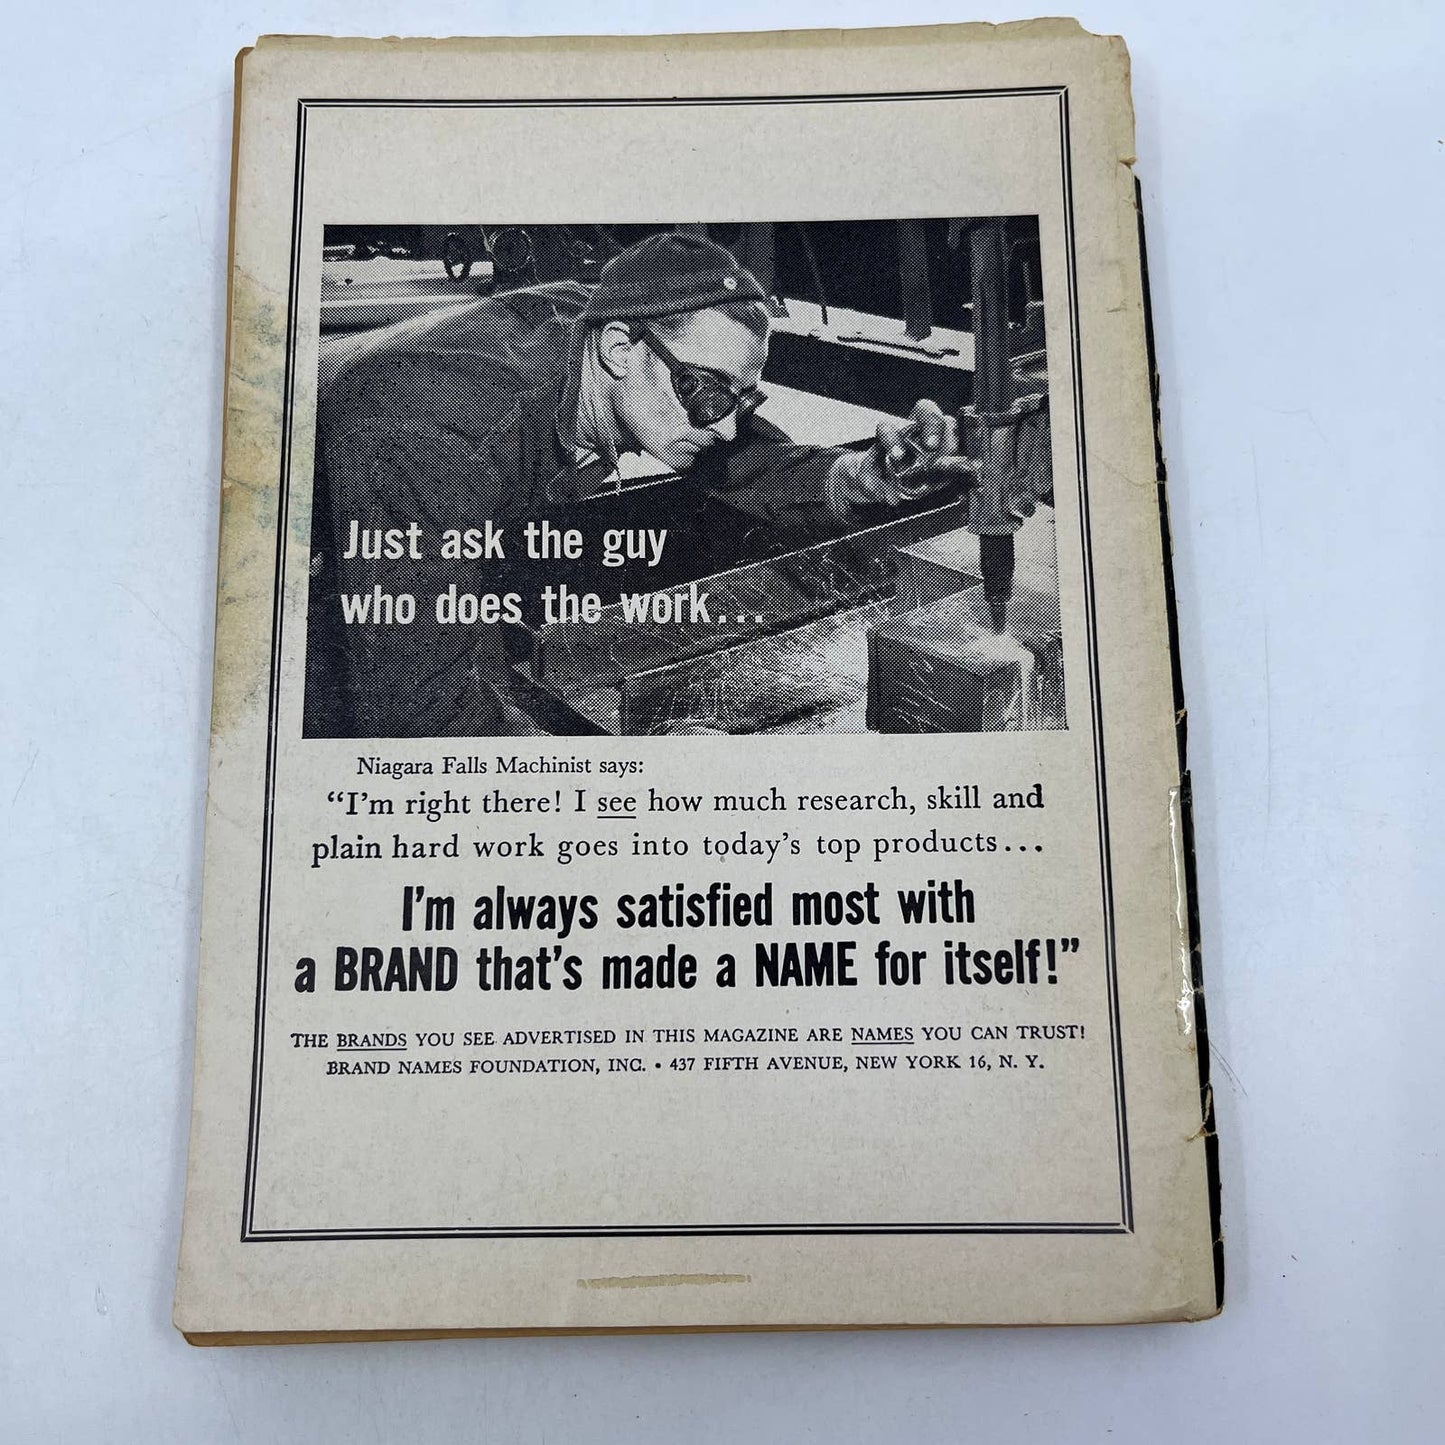 Just ask the guy
who does the work...
Niagara Falls Machinist says:
“I’m right there! I see how much research, skill and
plain hard work goes into today’s top products...
I’m always satisfied most with
a BRAND that’s made a NAME for itself!”
THE BRANDS YOU SEE ADVERTISED IN THIS MAGAZINE ARE NAMES YOU CAN TRUST!
BRAND NAMES FOUNDATION, INC. • 437 FIFTH AVENUE, NEW YORK 16, N. Y.